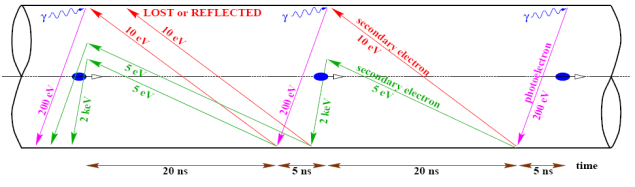 LOST or REFLECTED
γ
γ
γ
10 eV
10 eV
secondary electron
10 eV
200 eV
5 eV
5 eV
2 keV
200 eV
2 keV
secondary electron
5 eV
photoelectron
200 eV
20 ns
5 ns
20 ns
5 ns
time